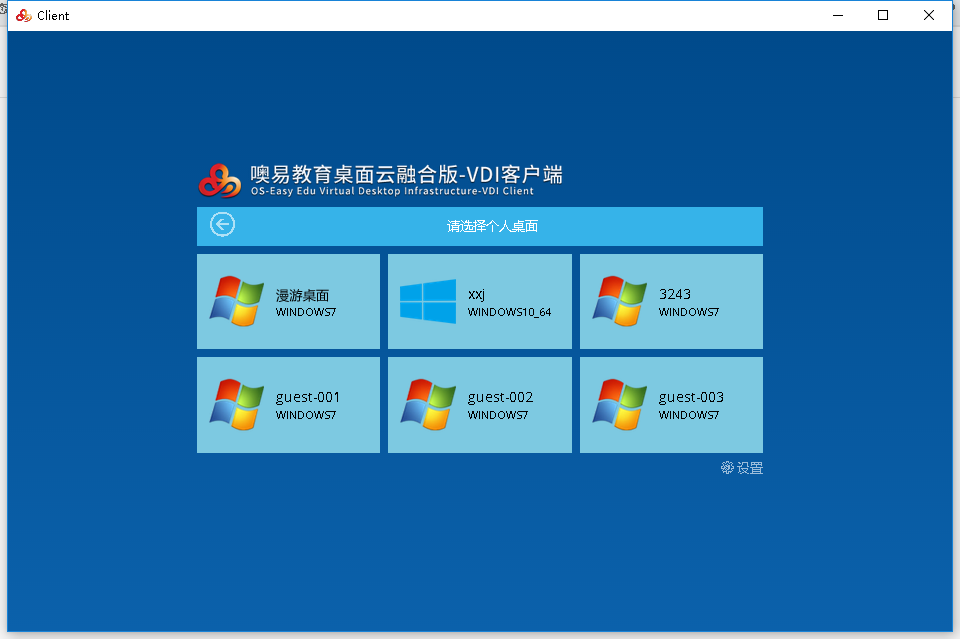 Client
噢易教育桌面云融合版-VDI客户端
OS-Easy Edu Virtual Desktop Infrastructure-VDI Client
请选择个人桌面
漫游桌面
WINDOWS7
xxj
WINDOWS10_64
3243
WINDOWS7
guest-001
WINDOWS7
guest-002
WINDOWS7
guest-003
WINDOWS7
设置